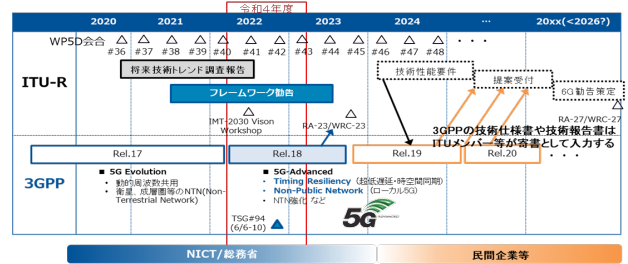 令和4年度
2020 2021 2022 2023 2024 … 20xx(<2026?)
WP5D会合
#36 #37 #38 #39 #40 #41 #42 #43 #44 #45 #46 #47 #48 ・・・
ITU-R
将来技術トレンド調査報告
フレームワーク勧告
技術性能要件
提案受付
6G勧告策定
IMT-2030 Vison
Workshop
RA-23/WRC-23
RA-27/WRC-27
3GPPの技術仕様書や技術報告書は
ITUメンバー等が寄書として入力する
3GPP
Rel.17
Rel.18
Rel.19
Rel.20
・・・
■ 5G Evolution
・ 動的周波数共用
・ 衛星、成層圏等のNTN(Non-
Terrestrial Network)
■ 5G-Advanced
・ Timing Resiliency (超低遅延・時空間同期)
・ Non-Public Network (ローカル5G)
・ NTN強化 など
TSG#94
(6/6-10)
5G
NICT/総務省
民間企業等